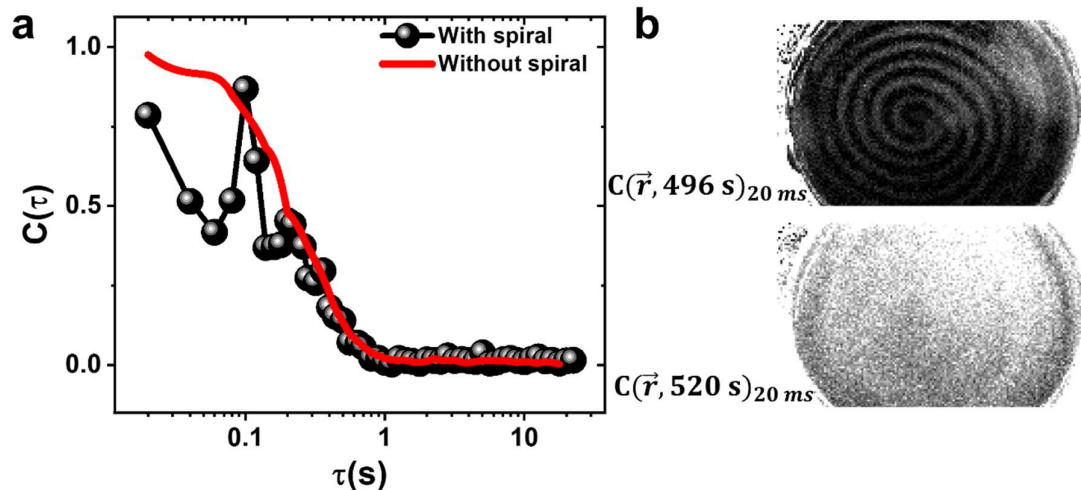 a
With spiral
Without spiral
1.0
0.5
0.0
C(τ)
0.1
1
10
τ(s)
b
C(r⃗, 496 s)₂₀ ms
C(r⃗, 520 s)₂₀ ms